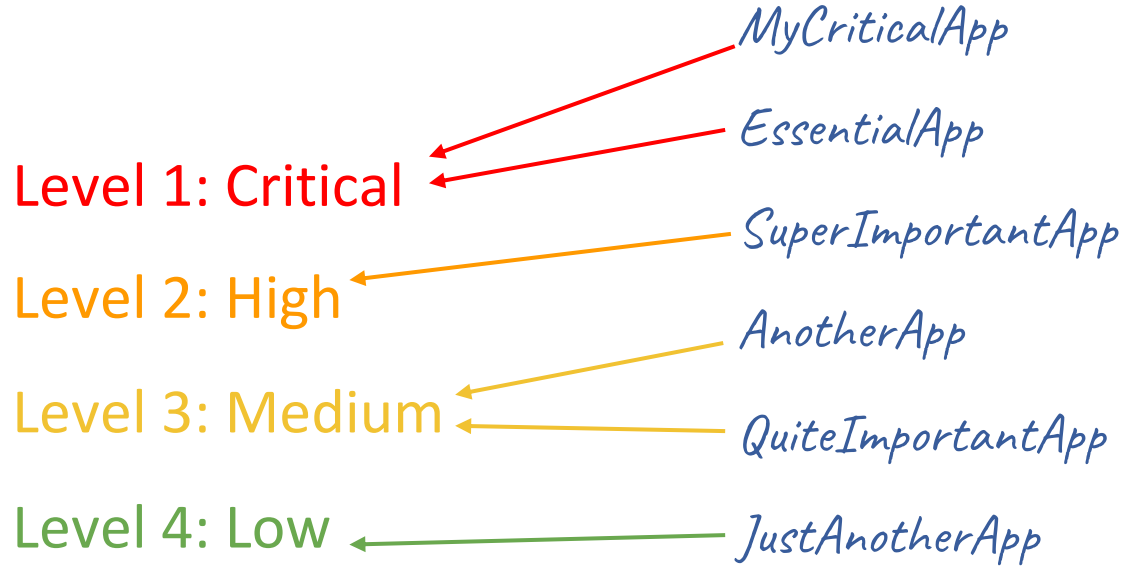 MyCriticalApp
EssentialApp
Level 1: Critical
SuperImportantApp
Level 2: High
AnotherApp
Level 3: Medium
QuiteImportantApp
Level 4: Low
JustAnotherApp